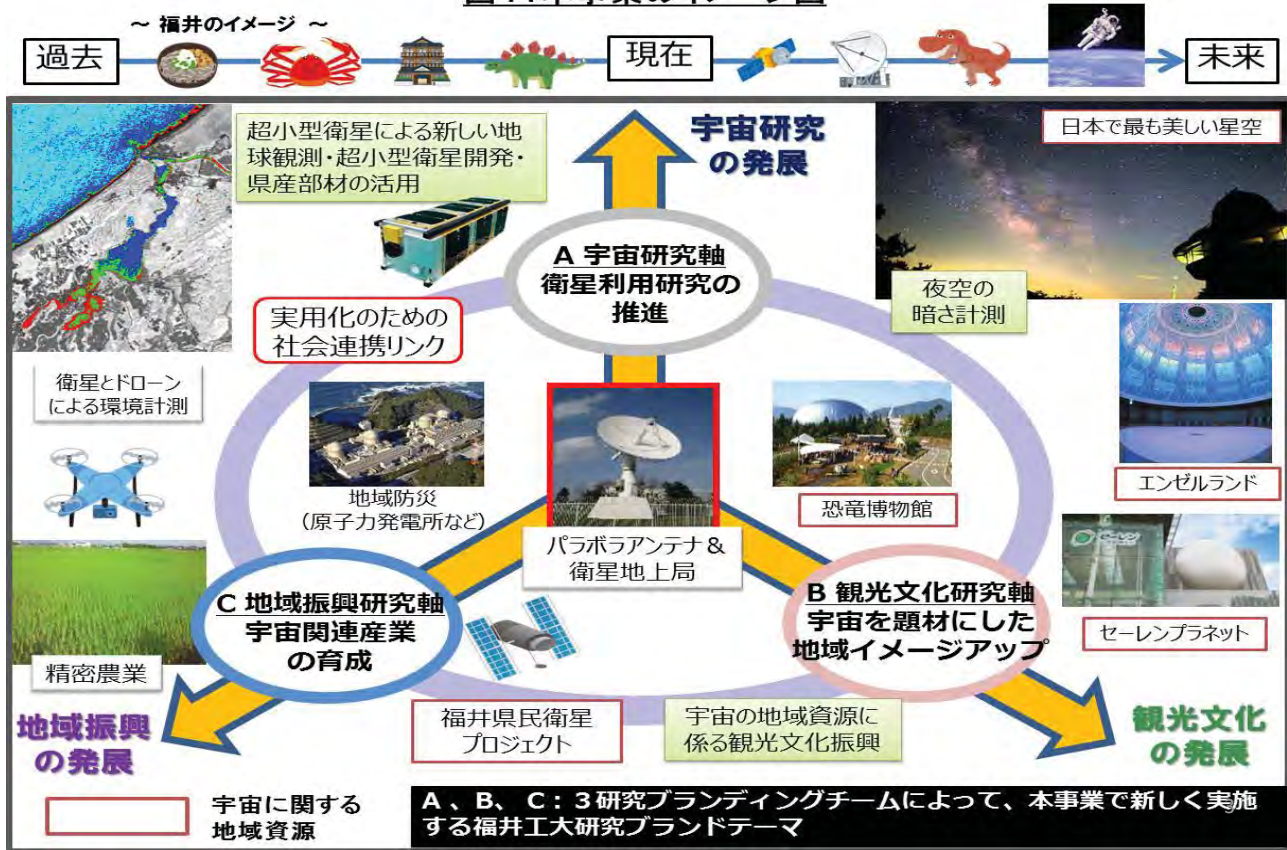 ～ 福井のイメージ ～
過去
現在
未来
超小型衛星による新しい地
球観測・超小型衛星開発・
県産部材の活用
宇宙研究
の発展
日本で最も美しい星空
A 宇宙研究軸
衛星利用研究の
推進
夜空の
暗さ計測
実用化のための
社会連携リンク
衛星とドローン
による環境計測
地域防災
（原子力発電所など）
恐竜博物館
エンゼルランド
パラボラアンテナ＆
衛星地上局
C 地域振興研究軸
宇宙関連産業
の育成
B 観光文化研究軸
宇宙を題材にした
地域イメージアップ
セーレンプラネット
精密農業
福井県民衛星
プロジェクト
宇宙の地域資源に
係る観光文化振興
地域振興
の発展
観光文化
の発展
宇宙に関する
地域資源
A 、B、 C：３研究ブランディングチームによって、本事業で新しく実施
する福井工大研究ブランドテーマ